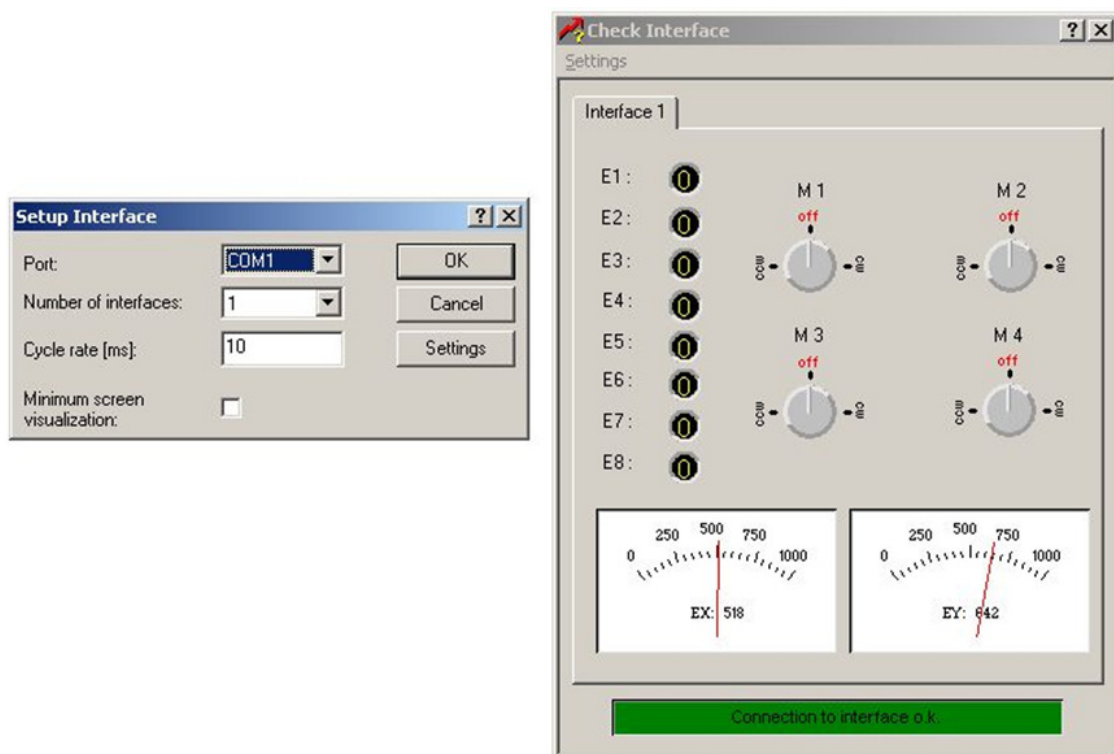 Setup Interface
Port: COM1 OK
Number of interfaces: 1 Cancel
Cycle rate [ms]: 10 Settings
Minimum screen
visualization:
Check Interface
Settings
Interface 1
E1: 0
E2: 0
E3: 0
E4: 0
E5: 0
E6: 0
E7: 0
E8: 0
M 1 M 2
off off
ccw cw ccw cw
M 3 M 4
off off
ccw cw ccw cw
0 250 500 750 1000
EX: 518
0 250 500 750 1000
EY: 642
Connection to interface o.k.